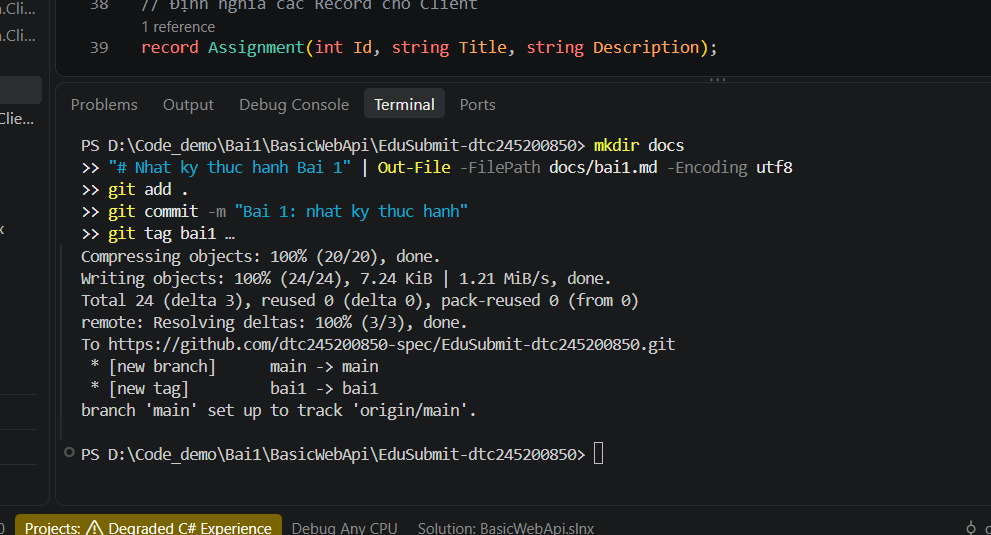 .Cli...
.Cli...
Clie...
38 // Định nghĩa các Record cho Client
1 reference
39 record Assignment(int Id, string Title, string Description);
Problems Output Debug Console Terminal Ports
PS D:\Code_demo\Bai1\BasicWebApi\EduSubmit-dtc245200850> mkdir docs
>> "# Nhat ky thuc hanh Bai 1" | Out-File -FilePath docs/bai1.md -Encoding utf8
>> git add .
>> git commit -m "Bai 1: nhat ky thuc hanh"
>> git tag bai1 …
Compressing objects: 100% (20/20), done.
Writing objects: 100% (24/24), 7.24 KiB | 1.21 MiB/s, done.
Total 24 (delta 3), reused 0 (delta 0), pack-reused 0 (from 0)
remote: Resolving deltas: 100% (3/3), done.
To https://github.com/dtc245200850-spec/EduSubmit-dtc245200850.git
* [new branch] main -> main
* [new tag] bai1 -> bai1
branch 'main' set up to track 'origin/main'.
PS D:\Code_demo\Bai1\BasicWebApi\EduSubmit-dtc245200850>
Projects: Degraded C# Experience Debug Any CPU Solution: BasicWebApi.slnx